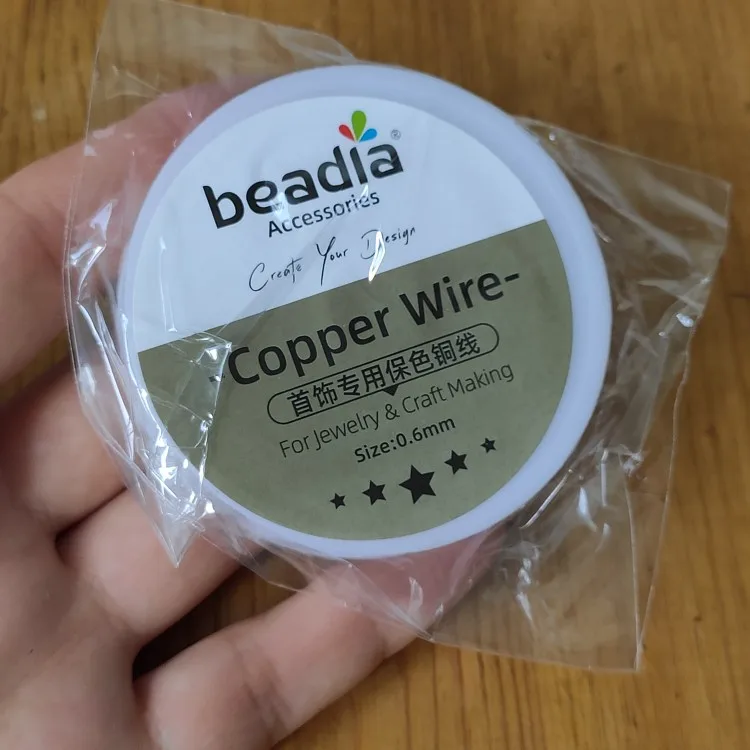 beadia®
Accessories
Create Your Design
-Copper Wire-
首饰专用保色铜线
For Jewelry & Craft Making
Size:0.6mm